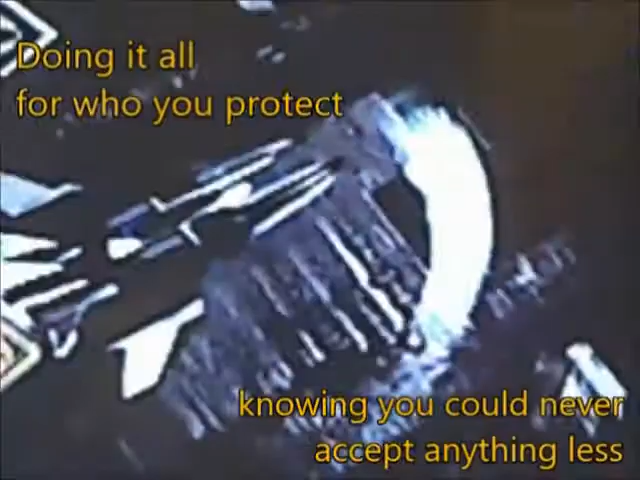 Doing it all
for who you protect
knowing you could never
accept anything less